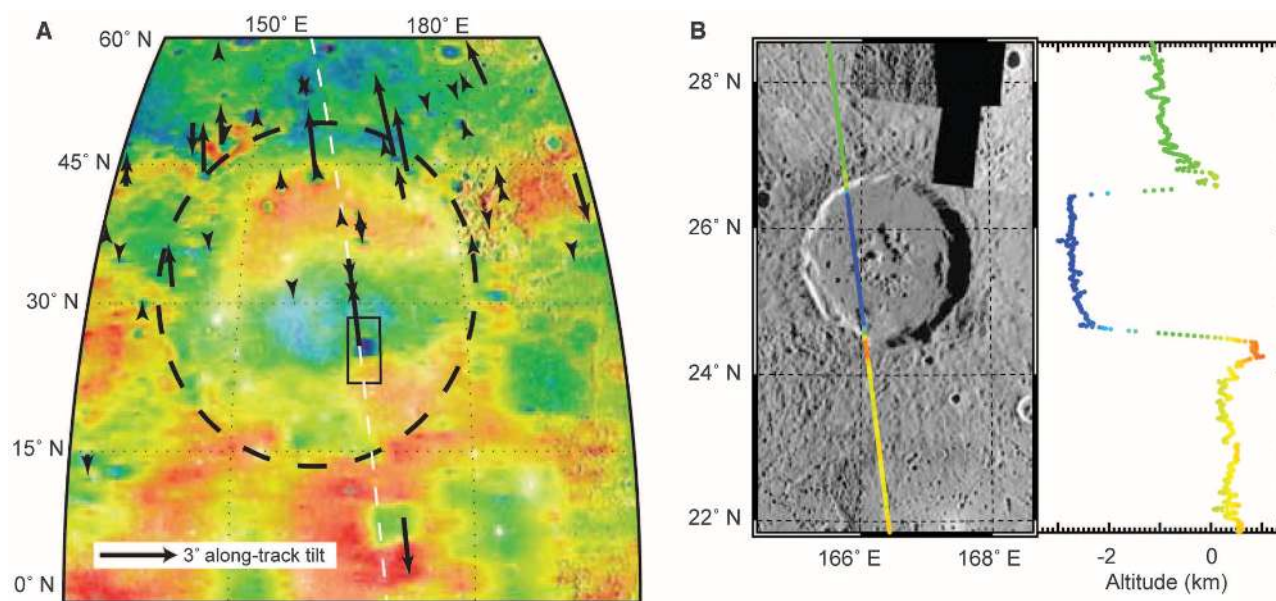 A
150° E
180° E
60° N
45° N
30° N
15° N
0° N
3° along-track tilt
B
28° N
26° N
24° N
22° N
166° E
168° E
-2
0
Altitude (km)